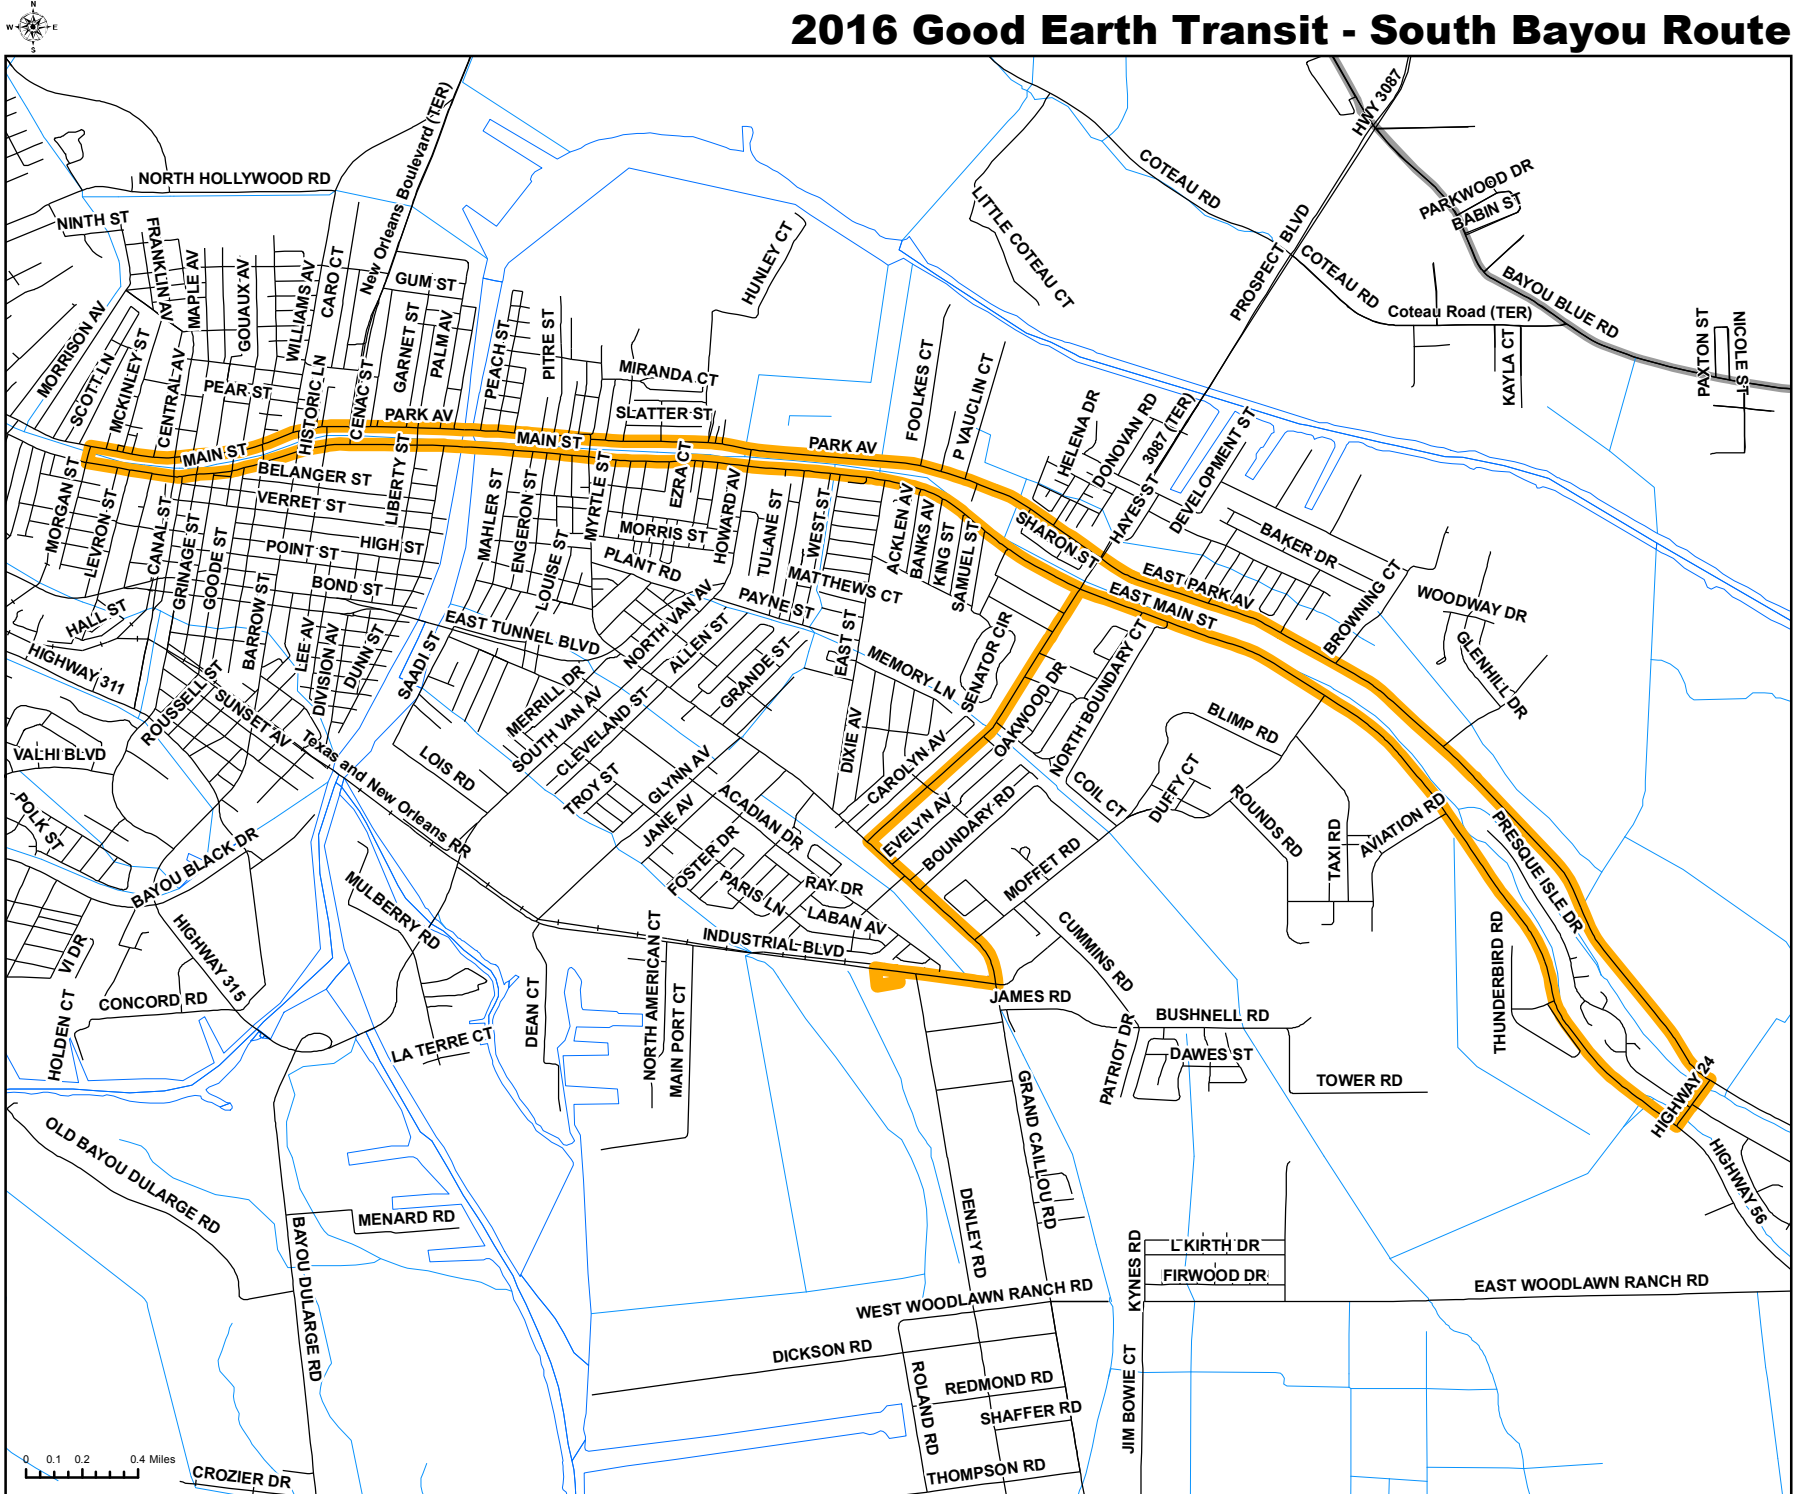 N
W E
S
2016 Good Earth Transit - South Bayou Route
HWY 3087
New Orleans Boulevard (TER)
COTEAU RD
PARKWOOD DR
BABIN ST
NORTH HOLLYWOOD RD
LITTLE COTEAU CT
NINTH ST
FRANKLIN AV
MAPLE AV
GOUAUX AV
WILLIAMS AV
CARO CT
GUM ST
HUNLEY CT
PROSPECT BLVD
COTEAU RD
Coteau Road (TER)
BAYOU BLUE RD
PAXTON ST
NICOLE ST
KAYLA CT
MORRISON AV
SCOTT LN
MCKINLEY ST
CENTRAL AV
PEAR ST
HISTORIC LN
CENAC ST
GARNET ST
PALM AV
PEACH ST
PITRE ST
MIRANDA CT
SLATTER ST
FOOLKES CT
P VAUCLIN CT
HELENA DR
DONOVAN RD
3087 (TER)
DEVELOPMENT ST
PARK AV
MAIN ST
MAIN ST
PARK AV
BELANGER ST
VERRET ST
LIBERTY ST
MORGAN ST
LEVRON ST
CANAL ST
GRINAGE ST
GOODE ST
POINT ST
HIGH ST
BOND ST
BARROW ST
MAHLER ST
ENGERON ST
LOUISE ST
MYRTLE ST
EZRA CT
HOWARD AV
MORRIS ST
PLANT RD
TULANE ST
WEST ST
MATTHEWS CT
PAYNE ST
ACKLEN AV
BANKS AV
KING ST
SAMUEL ST
SHARON ST
HAYES ST
BAKER DR
EAST PARK AV
EAST MAIN ST
BROWNING CT
WOODWAY DR
GLENHILL DR
HALL ST
HIGHWAY 311
LEE AV
DIVISION AV
DUNN ST
SAADI ST
EAST TUNNEL BLVD
NORTH VAN AV
ALLEN ST
GRANDE ST
EAST ST
MEMORY LN
SENATOR CIR
OAKWOOD DR
NORTH BOUNDARY CT
BLIMP RD
ROUSSELL ST
SUNSET AV
Texas and New Orleans RR
VALHI BLVD
POLK ST
LOIS RD
MERRILL DR
SOUTH VAN AV
CLEVELAND ST
TROY ST
GLYNN AV
JANE AV
ACADIAN DR
DIXIE AV
CAROLYN AV
EVELYN AV
BOUNDARY RD
COIL CT
DUFFY CT
ROUNDS RD
TAXI RD
AVIATION RD
PRESQUE ISLE DR
BAYOU BLACK DR
MULBERRY RD
FOSTER DR
PARIS LN
RAY DR
LABAN AV
MOFFET RD
CUMMINS RD
THUNDERBIRD RD
HIGHWAY 315
VI DR
HOLDEN CT
CONCORD RD
LA TERRE CT
DEAN CT
NORTH AMERICAN CT
MAIN PORT CT
INDUSTRIAL BLVD
JAMES RD
BUSHNELL RD
PATRIOT DR
DAWES ST
TOWER RD
HIGHWAY 24
HIGHWAY 56
OLD BAYOU DULARGE RD
BAYOU DULARGE RD
MENARD RD
GRAND CAILLOU RD
DENLEY RD
KYNES RD
L KIRTH DR
FIRWOOD DR
EAST WOODLAWN RANCH RD
WEST WOODLAWN RANCH RD
DICKSON RD
ROLAND RD
REDMOND RD
SHAFFER RD
THOMPSON RD
JIM BOWIE CT
CROZIER DR
0 0.1 0.2 0.4 Miles